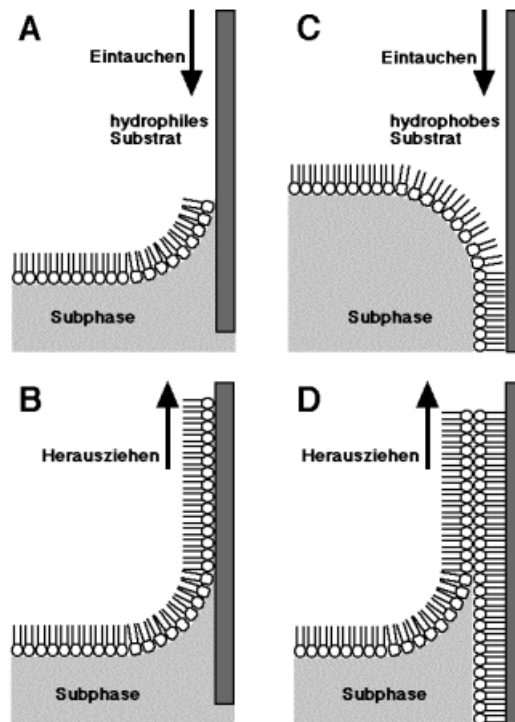 A
Eintauchen
hydrophiles
Substrat
Subphase
C
Eintauchen
hydrophobes
Substrat
Subphase
B
Herausziehen
Subphase
D
Herausziehen
Subphase